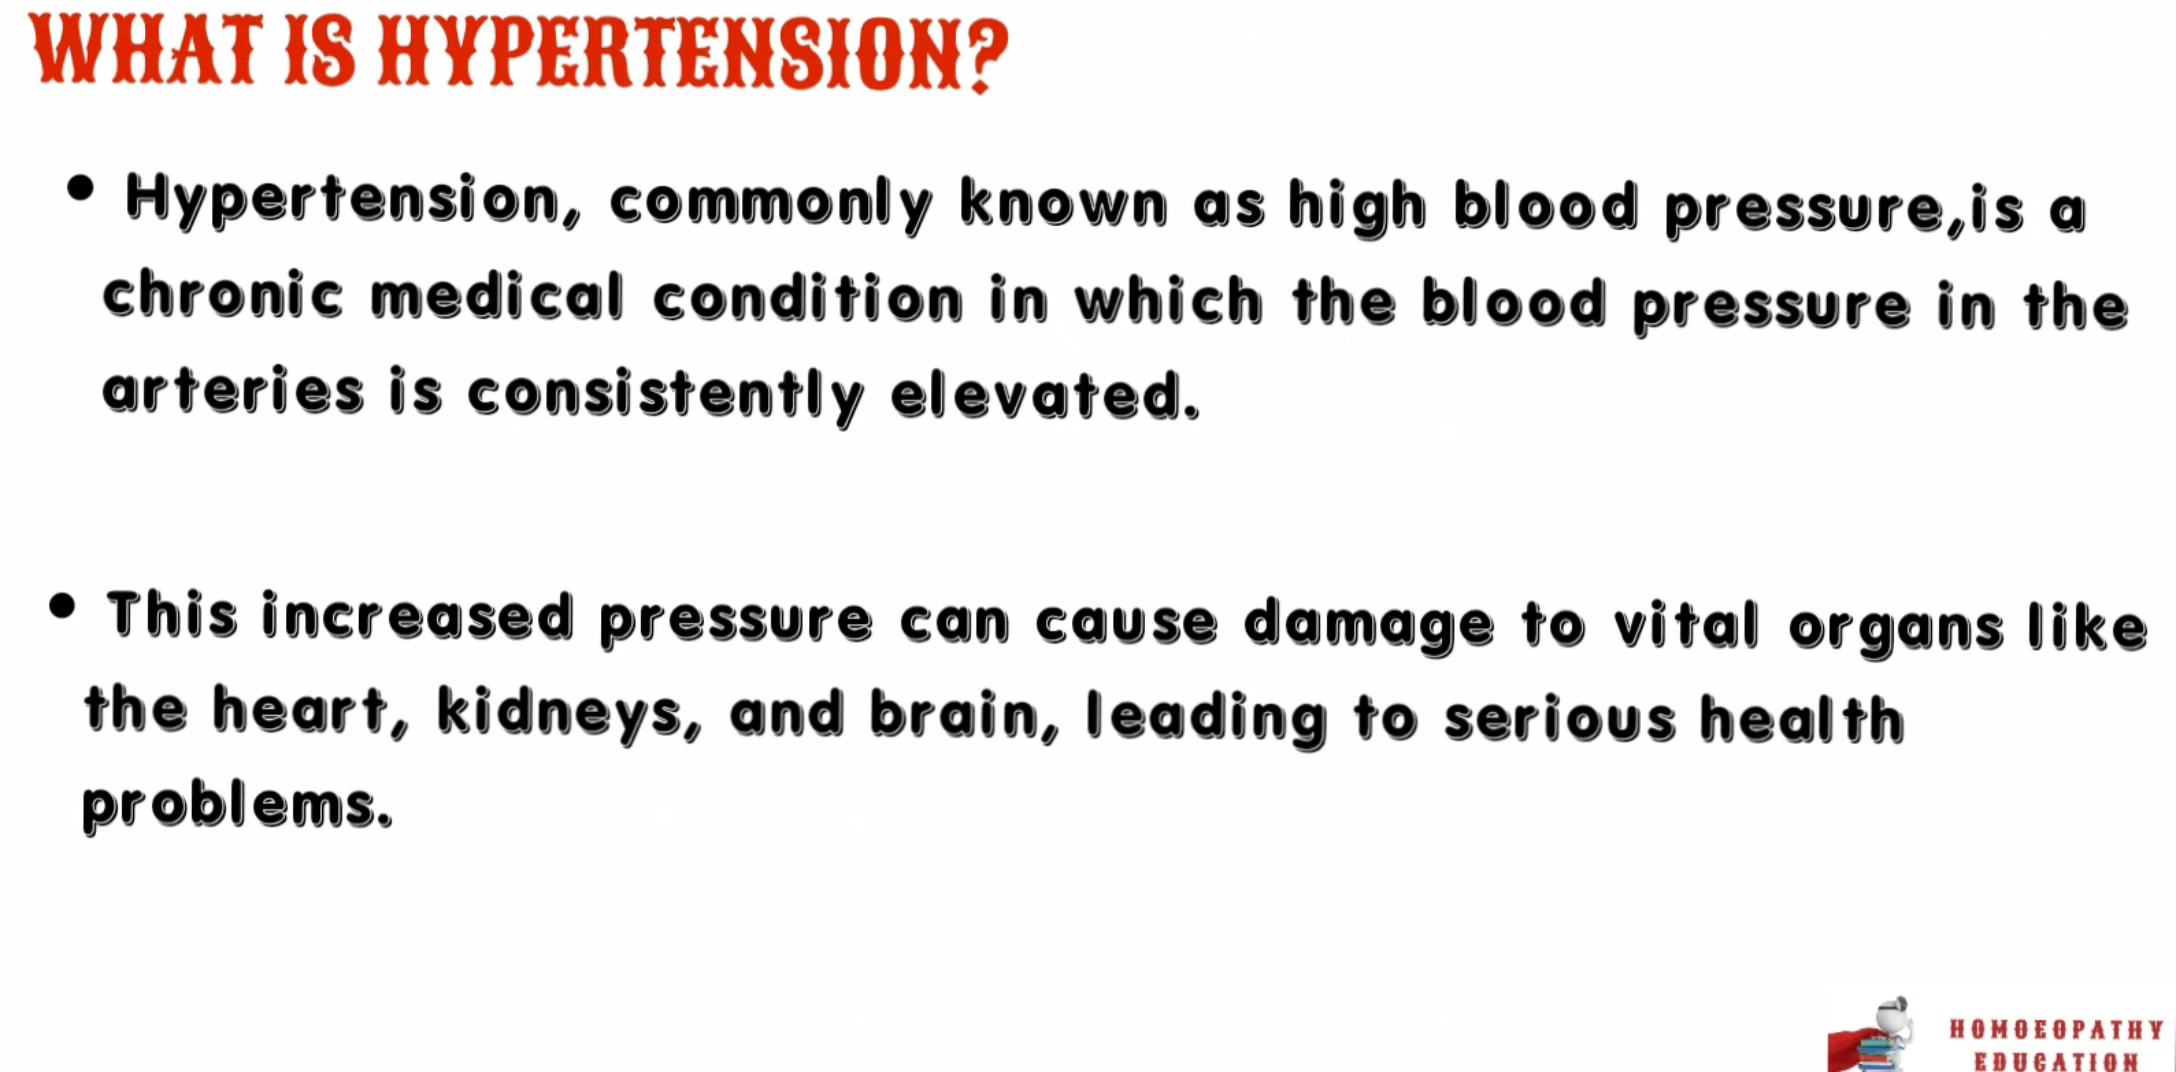 WHAT IS HYPERTENSION?
• Hypertension, commonly known as high blood pressure,is a
chronic medical condition in which the blood pressure in the
arteries is consistently elevated.
• This increased pressure can cause damage to vital organs like
the heart, kidneys, and brain, leading to serious health
problems.
HOMOEOPATHY
EDUCATION